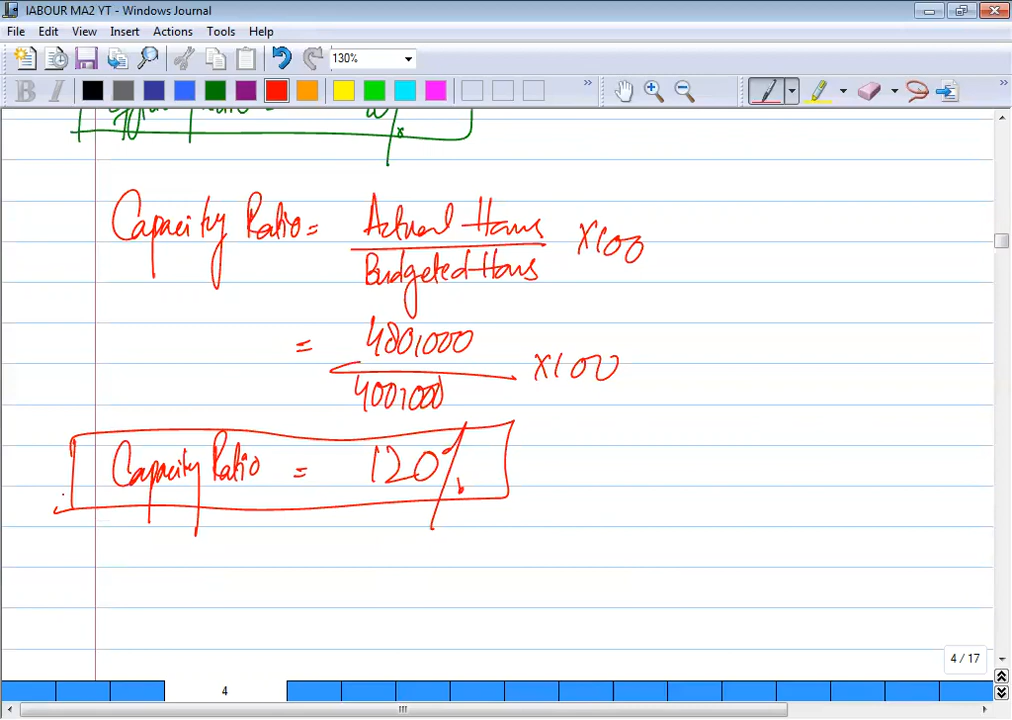 IABOUR MA2 YT - Windows Journal
File Edit View Insert Actions Tools Help
130%
B I
Capacity Ratio = Actual Hours
Budgeted Hours
X100
= 480,000
400,000
X100
Capacity Ratio = 120%
4 / 17
4